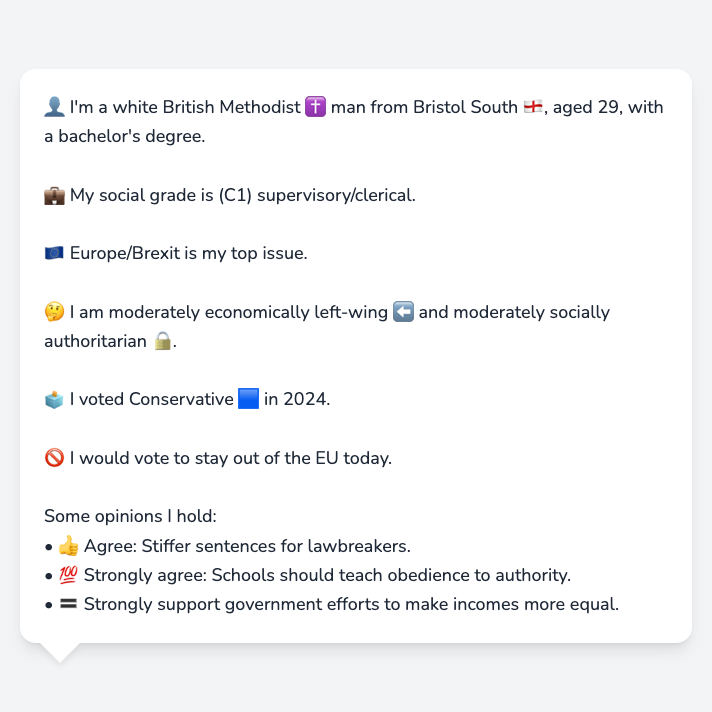 👤 I'm a white British Methodist ✝️ man from Bristol South 🏴󠁧󠁢󠁥󠁮󠁧󠁿, aged 29, with
a bachelor's degree.
💼 My social grade is (C1) supervisory/clerical.
🇪🇺 Europe/Brexit is my top issue.
🤔 I am moderately economically left-wing ⬅️ and moderately socially
authoritarian 🔒.
🗳️ I voted Conservative 🟦 in 2024.
🚫 I would vote to stay out of the EU today.
Some opinions I hold:
• 👍 Agree: Stiffer sentences for lawbreakers.
• 💯 Strongly agree: Schools should teach obedience to authority.
• 🟰 Strongly support government efforts to make incomes more equal.